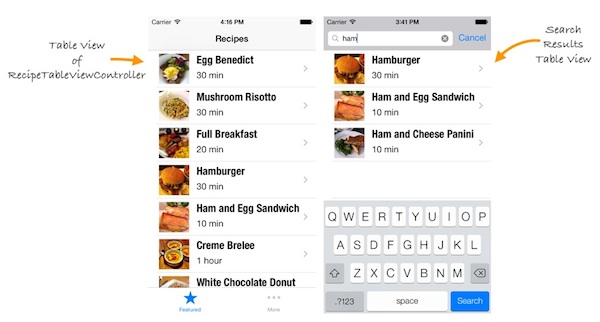 Table View
of
RecipeTableViewController
Carrier 4:16 PM
Recipes
Egg Benedict
30 min
Mushroom Risotto
30 min
Full Breakfast
20 min
Hamburger
30 min
Ham and Egg Sandwich
10 min
Creme Brelee
1 hour
White Chocolate Donut
Featured More
Carrier 3:41 PM
ham Cancel
Hamburger
30 min
Ham and Egg Sandwich
10 min
Ham and Cheese Panini
10 min
Q W E R T Y U I O P
A S D F G H J K L
Z X C V B N M
.?123 space Search
Search
Results
Table View